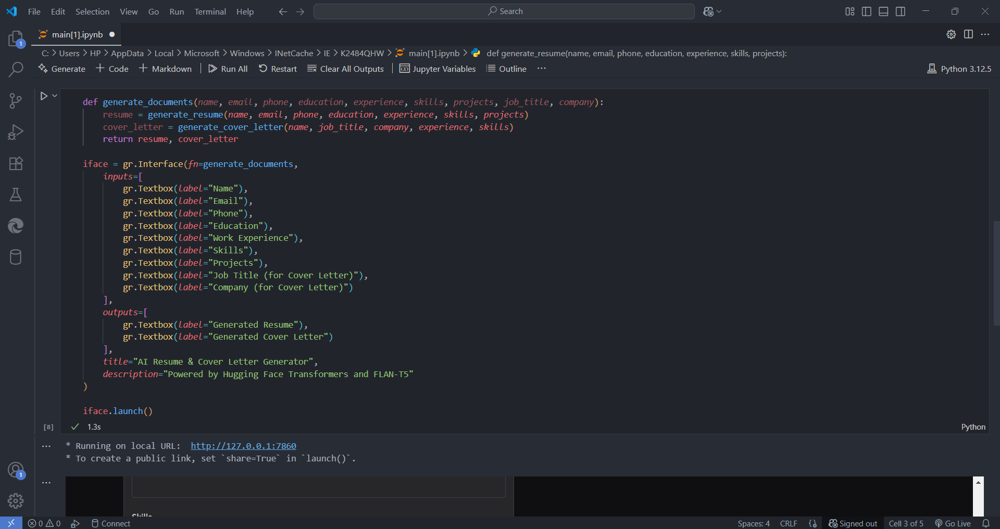 File Edit Selection View Go Run Terminal Help Search
main[1].ipynb
1
C: > Users > HP > AppData > Local > Microsoft > Windows > INetCache > IE > K2484QHW > main[1].ipynb > def generate_resume(name, email, phone, education, experience, skills, projects):
Generate + Code + Markdown Run All Restart Clear All Outputs Jupyter Variables Outline ... Python 3.12.5
def generate_documents(name, email, phone, education, experience, skills, projects, job_title, company):
    resume = generate_resume(name, email, phone, education, experience, skills, projects)
    cover_letter = generate_cover_letter(name, job_title, company, experience, skills)
    return resume, cover_letter
iface = gr.Interface(fn=generate_documents,
    inputs=[
        gr.Textbox(label="Name"),
        gr.Textbox(label="Email"),
        gr.Textbox(label="Phone"),
        gr.Textbox(label="Education"),
        gr.Textbox(label="Work Experience"),
        gr.Textbox(label="Skills"),
        gr.Textbox(label="Projects"),
        gr.Textbox(label="Job Title (for Cover Letter)"),
        gr.Textbox(label="Company (for Cover Letter)")
    ],
    outputs=[
        gr.Textbox(label="Generated Resume"),
        gr.Textbox(label="Generated Cover Letter")
    ],
    title="AI Resume & Cover Letter Generator",
    description="Powered by Hugging Face Transformers and FLAN-T5"
)
iface.launch()
[8] ✓ 1.3s Python
... * Running on local URL: http://127.0.0.1:7860
* To create a public link, set `share=True` in `launch()`.
1
...
Skills
0 0 Connect Spaces: 4 CRLF Signed out Cell 3 of 5 Go Live